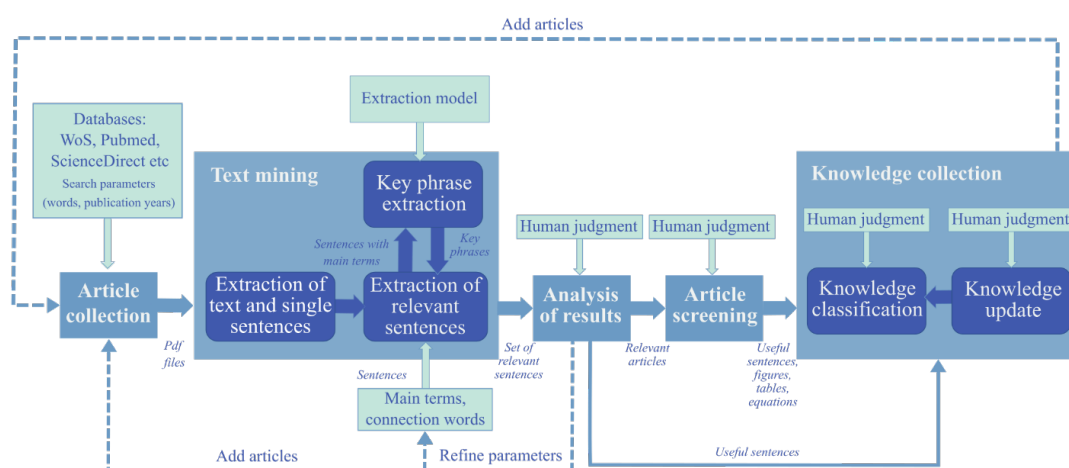 Add articles
Databases:
WoS, Pubmed,
ScienceDirect etc
Search parameters
(words, publication years)
Extraction model
Text mining
Key phrase
extraction
Sentences with
main terms
Key
phrases
Extraction of
text and single
sentences
Extraction of
relevant
sentences
Article
collection
Pdf
files
Sentences
Main terms,
connection words
Set of
relevant
sentences
Human judgment
Analysis
of results
Relevant
articles
Human judgment
Article
screening
Useful
sentences,
figures,
tables,
equations
Knowledge collection
Human judgment
Human judgment
Knowledge
classification
Knowledge
update
Add articles
Refine parameters
Useful sentences